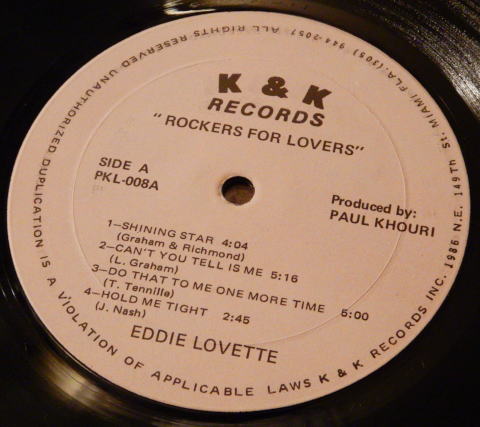 K & K
RECORDS
"ROCKERS FOR LOVERS"
SIDE A
PKL-008A
Produced by:
PAUL KHOURI
1—SHINING STAR 4:04
(Graham & Richmond)
2—CAN'T YOU TELL IS ME 5:16
(L. Graham)
3—DO THAT TO ME ONE MORE TIME 5:00
(T. Tennille)
4—HOLD ME TIGHT 2:45
(J. Nash)
EDDIE LOVETTE
K & K RECORDS INC. 1986 N.E. 149TH St. MIAMI FLA. (305) 944-2057 ALL RIGHTS RESERVED UNAUTHORIZED DUPLICATION IS A VIOLATION OF APPLICABLE LAWS